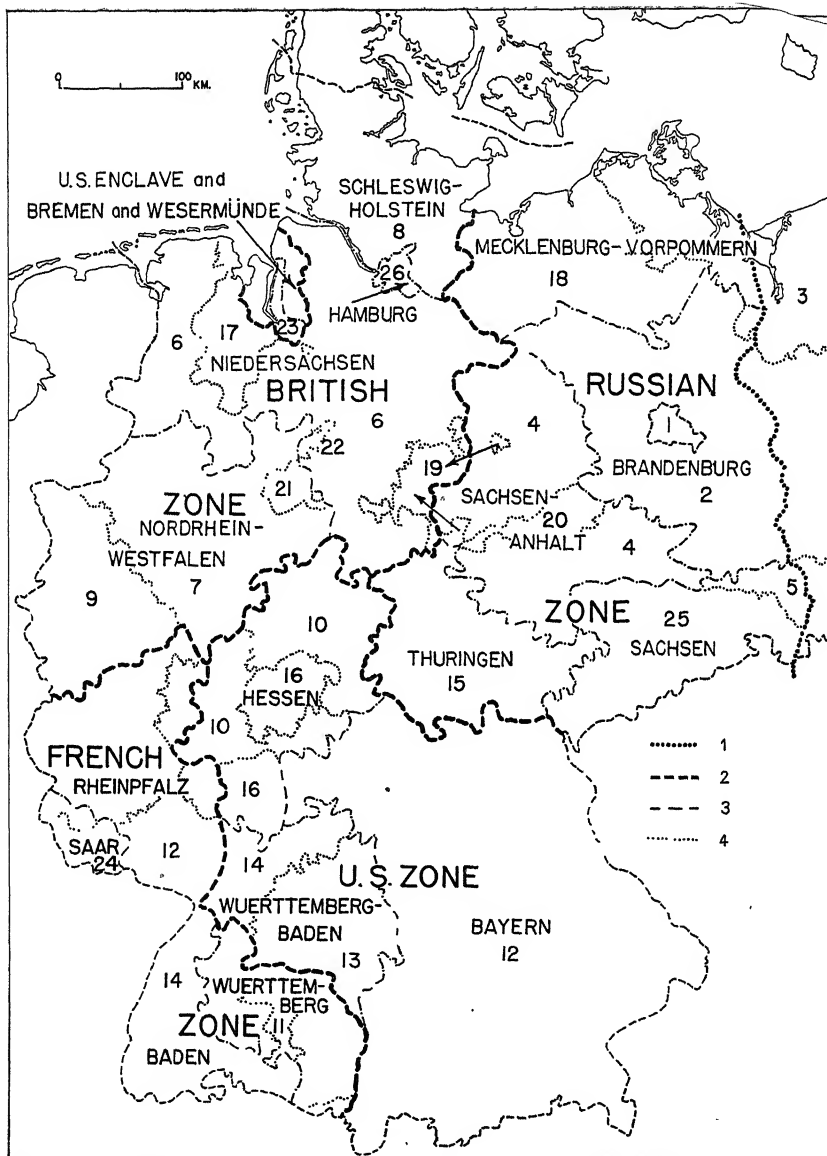 0 100 KM.
U.S. ENCLAVE and
BREMEN and WESERMÜNDE
SCHLESWIG-
HOLSTEIN
8
26
HAMBURG
MECKLENBURG-VORPOMMERN
18
3
6
17
23
NIEDERSACHSEN
BRITISH
6
RUSSIAN
1
4
BRANDENBURG
2
22
19
21
ZONE
NORDRHEIN-
WESTFALEN
7
9
SACHSEN-
20
ANHALT
4
5
ZONE
25
SACHSEN
10
16
HESSEN
10
THURINGEN
15
FRENCH
RHEINPFALZ
16
SAAR
24
12
14
U.S. ZONE
WUERTTEMBERG-
BADEN
13
BAYERN
12
14
WUERTTEM-
BERG
ZONE
11
BADEN
1
2
3
4